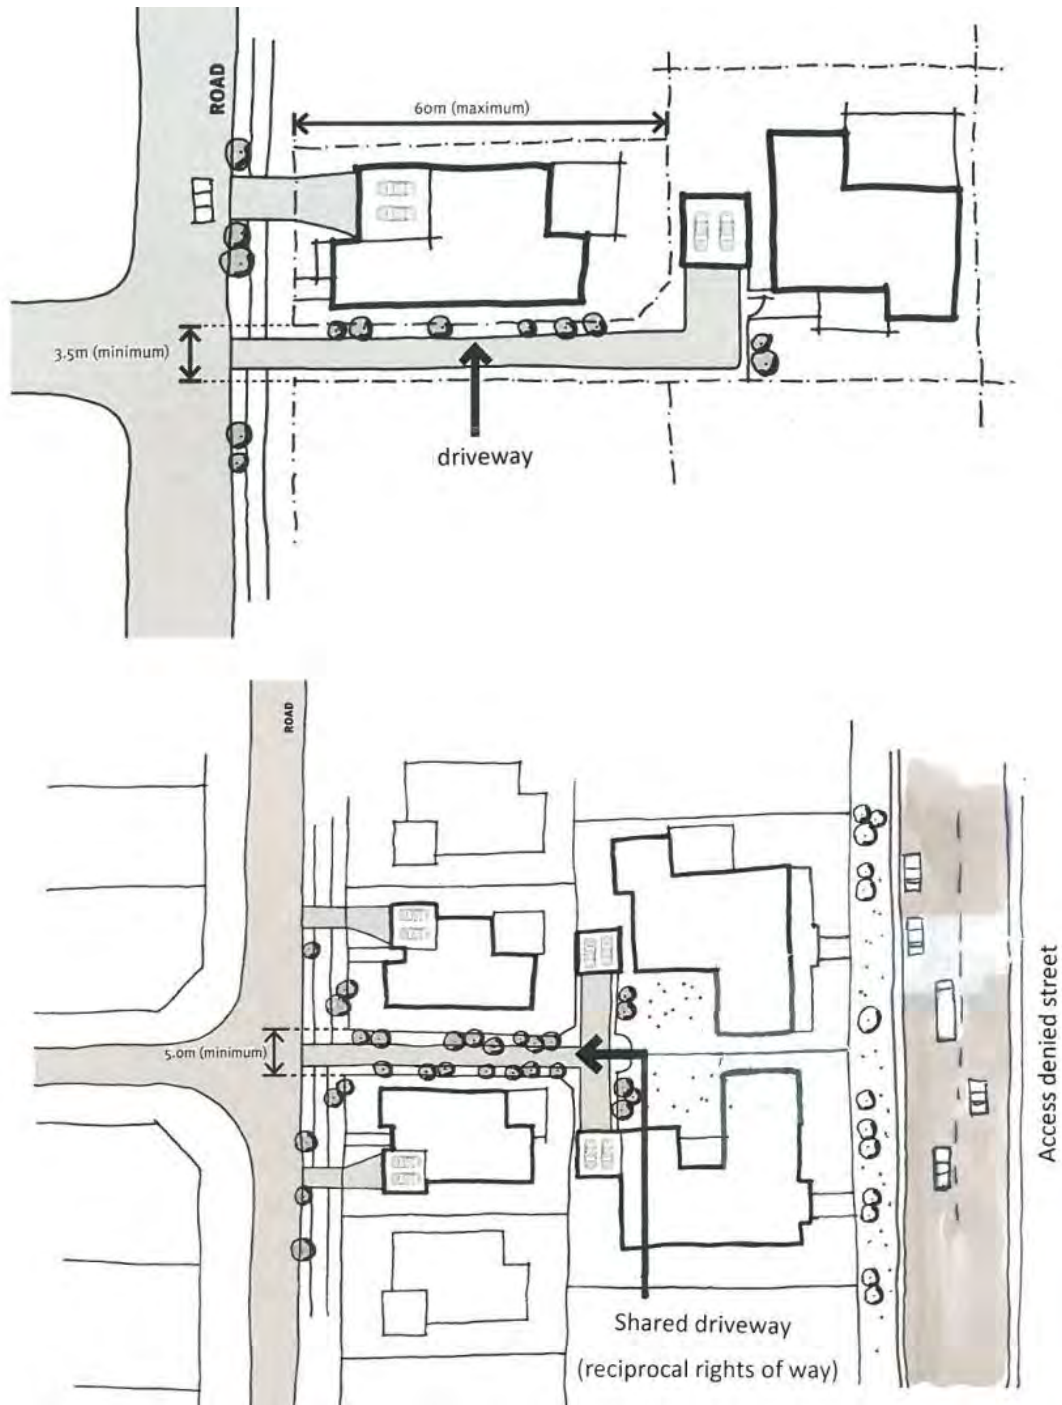 ROAD
60m (maximum)
3.5m (minimum)
driveway
ROAD
5.0m (minimum)
Access denied street
Shared driveway
(reciprocal rights of way)